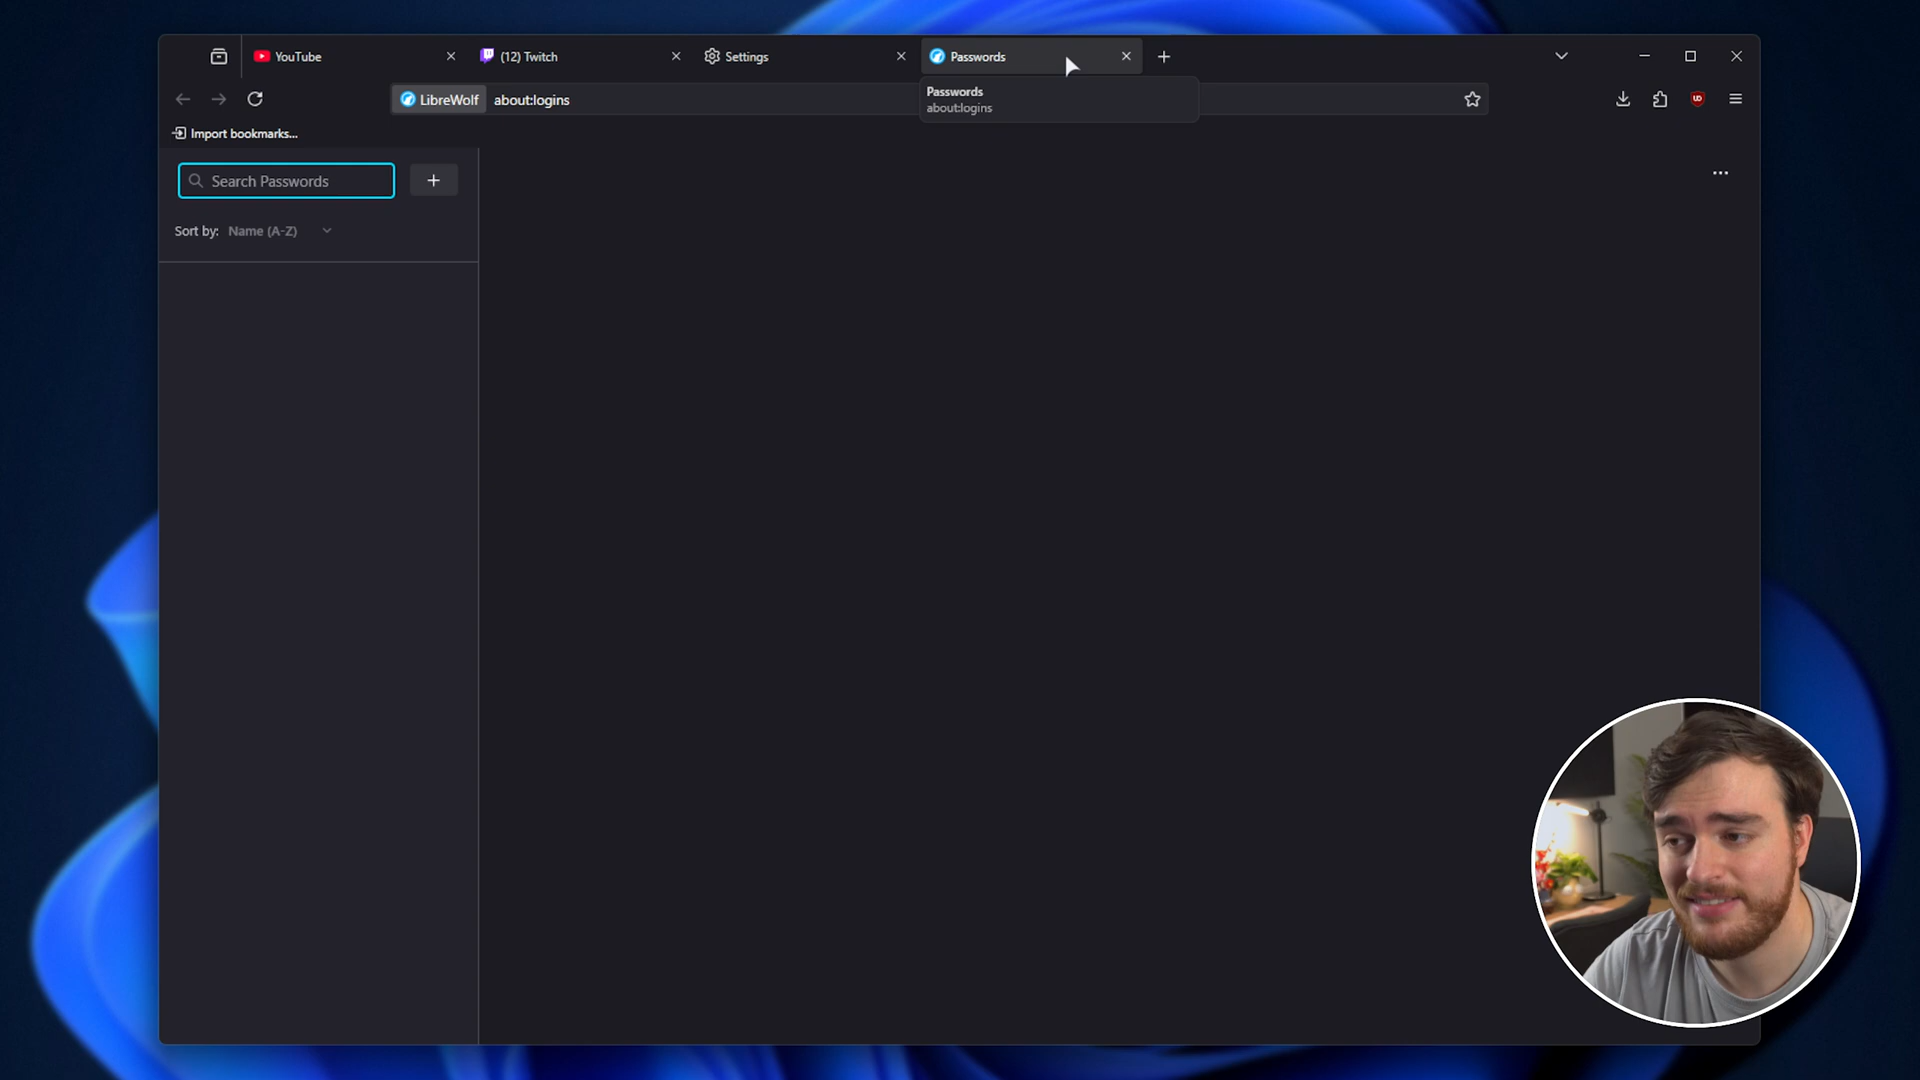 YouTube
(12) Twitch
Settings
Passwords
LibreWolf
about:logins
Passwords
about:logins
Import bookmarks...
Search Passwords
Sort by: Name (A-Z)